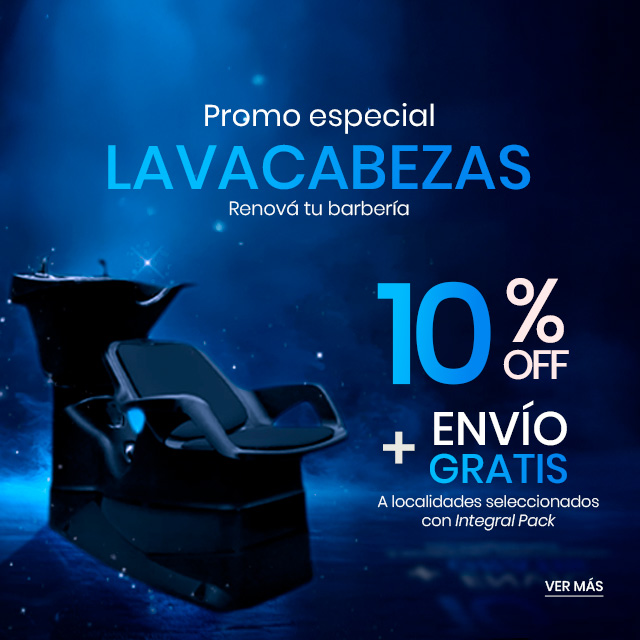 Promo especial
LAVACABEZAS
Renová tu barbería
10%
OFF
+ ENVÍO
GRATIS
A localidades seleccionados
con Integral Pack
VER MÁS